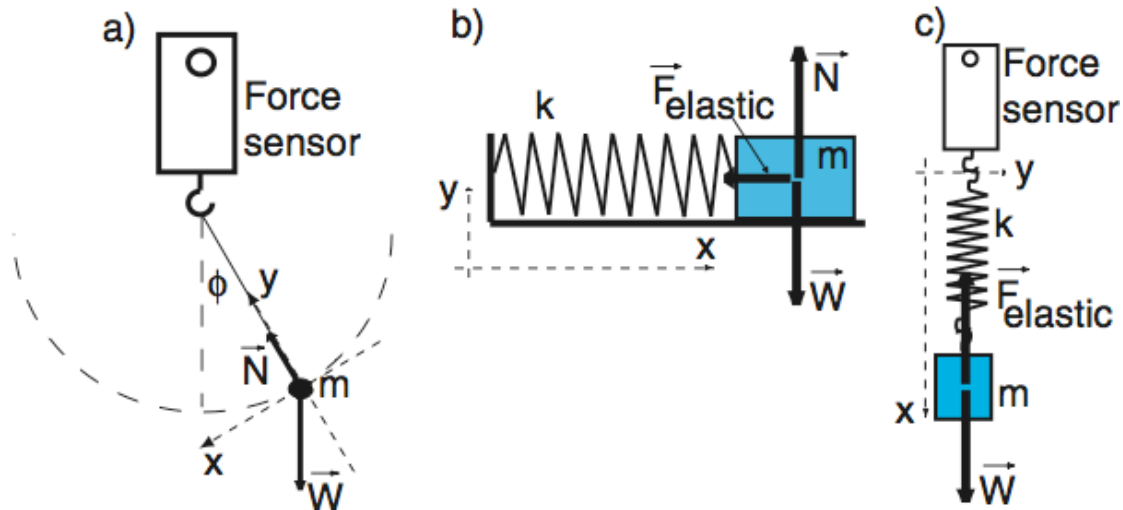 a)
Force
sensor
ϕ
y
N
m
x
W
b)
N
F
elastic
k
m
y
x
W
c)
Force
sensor
y
k
F
elastic
x
m
W